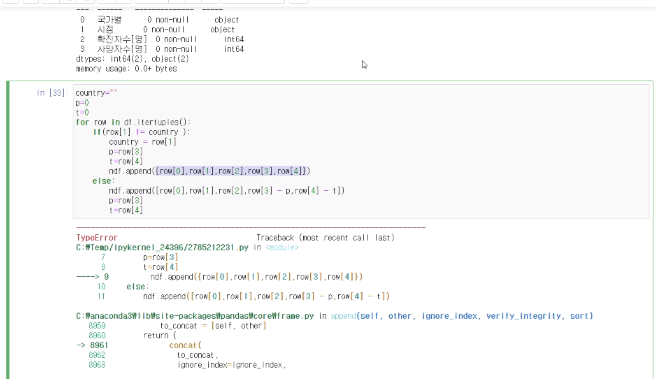 0 국가별 0 non-null object
1 시점 0 non-null object
2 확진자수[명] 0 non-null int64
3 사망자수[명] 0 non-null int64
dtypes: int64(2), object(2)
memory usage: 0.0+ bytes
In [33]:
country=""
p=0
t=0
for row in df.itertuples():
if(row[1] != country ):
country = row[1]
p=row[3]
t=row[4]
ndf.append({row[0],row[1],row[2],row[3],row[4]})
else:
ndf.append([row[0],row[1],row[2],row[3] - p,row[4] - t])
p=row[3]
t=row[4]
TypeError Traceback (most recent call last)
C:₩Temp/ipykernel_24396/2785212231.py in <module>
7 p=row[3]
8 t=row[4]
----> 9 ndf.append({row[0],row[1],row[2],row[3],row[4]})
10 else:
11 ndf.append([row[0],row[1],row[2],row[3] - p,row[4] - t])
C:₩anaconda3₩lib₩site-packages₩pandas₩core₩frame.py in append(self, other, ignore_index, verify_integrity, sort)
8959 to_concat = [self, other]
8960 return (
-> 8961 concat(
8962 to_concat,
8963 ignore_index=ignore_index,